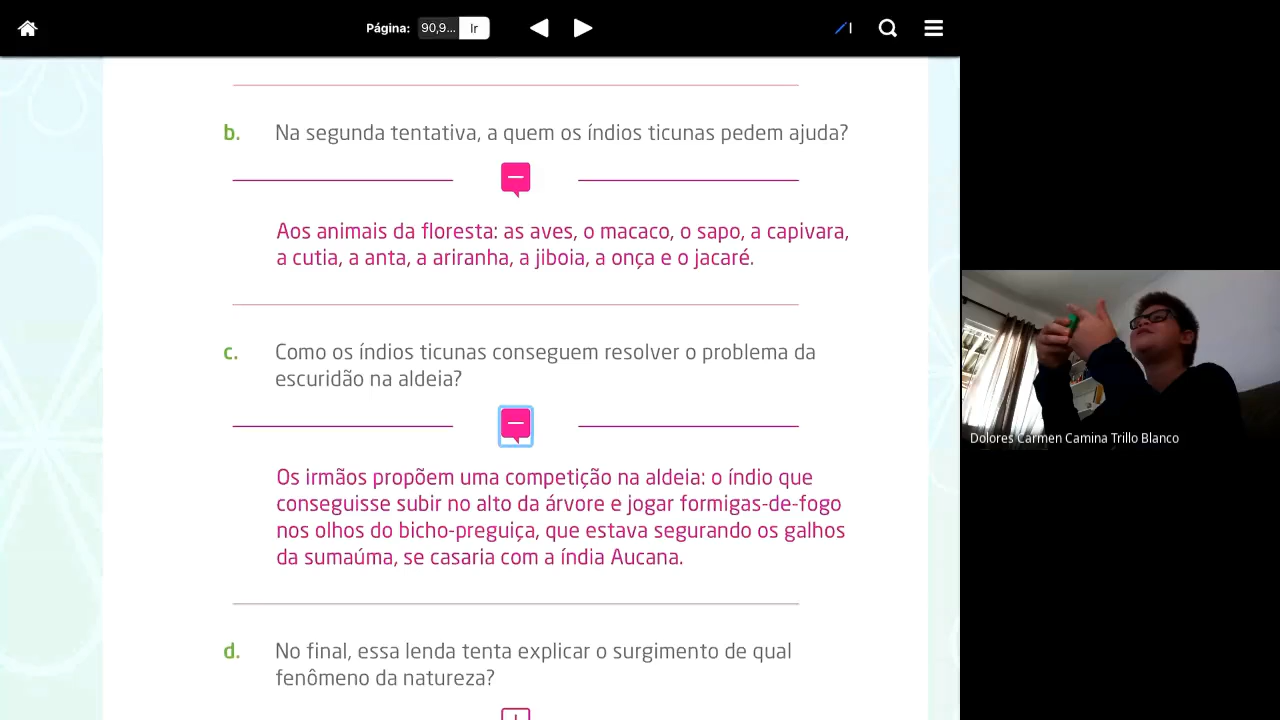 Página: 90,9... Ir
b. Na segunda tentativa, a quem os índios ticunas pedem ajuda?
Aos animais da floresta: as aves, o macaco, o sapo, a capivara,
a cutia, a anta, a ariranha, a jiboia, a onça e o jacaré.
c. Como os índios ticunas conseguem resolver o problema da
escuridão na aldeia?
Os irmãos propõem uma competição na aldeia: o índio que
conseguisse subir no alto da árvore e jogar formigas-de-fogo
nos olhos do bicho-preguiça, que estava segurando os galhos
da sumaúma, se casaria com a índia Aucana.
d. No final, essa lenda tenta explicar o surgimento de qual
fenômeno da natureza?
Dolores Carmen Camina Trillo Blanco